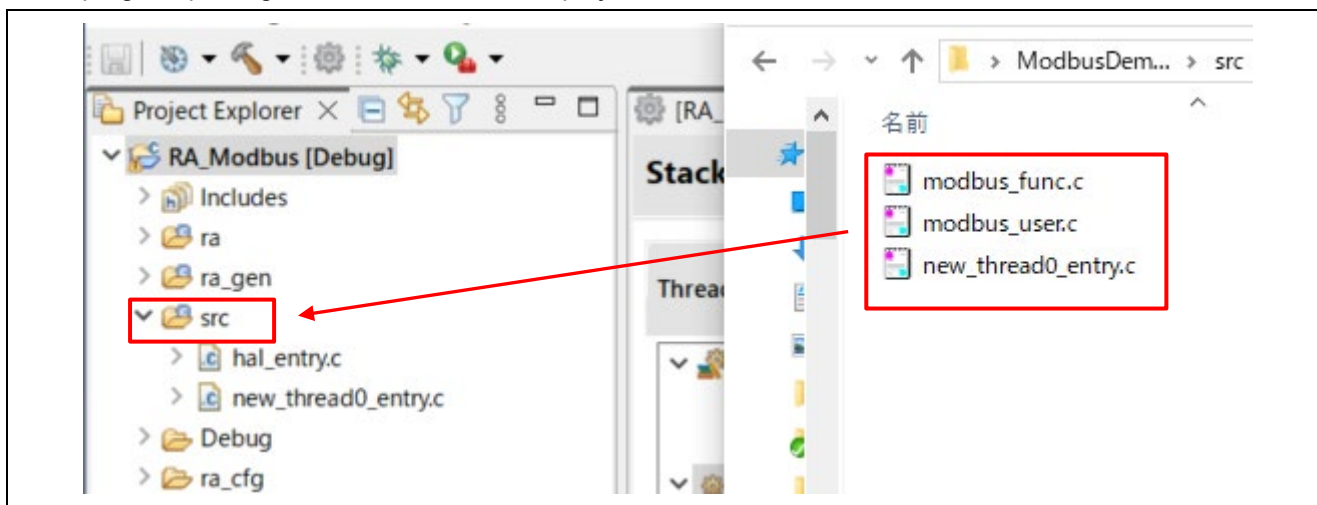 Project Explorer
RA_Modbus [Debug]
Includes
ra
ra_gen
src
hal_entry.c
new_thread0_entry.c
Debug
ra_cfg
[RA_
Stack
Threa
ModbusDem... > src
名前
modbus_func.c
modbus_user.c
new_thread0_entry.c